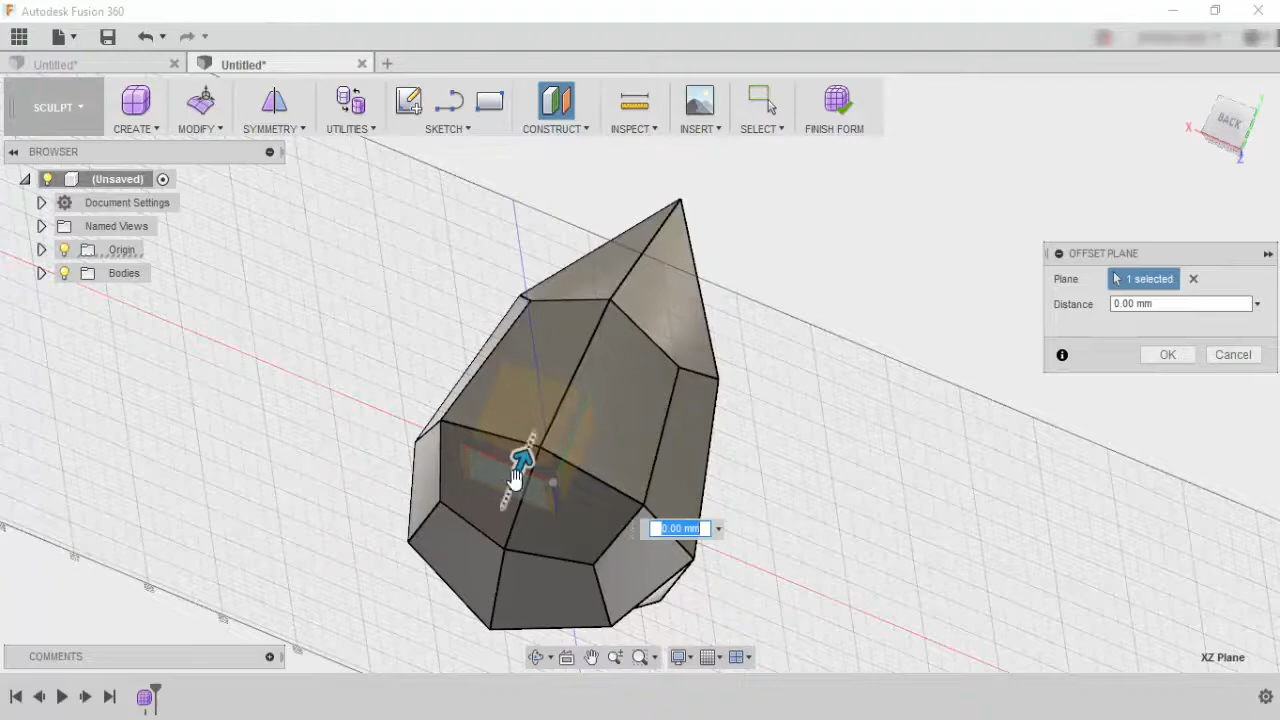 Autodesk Fusion 360
Untitled*
Untitled*
SCULPT
CREATE
MODIFY
SYMMETRY
UTILITIES
SKETCH
CONSTRUCT
INSPECT
INSERT
SELECT
FINISH FORM
BACK
X
Z
BROWSER
(Unsaved)
Document Settings
Named Views
Origin
Bodies
OFFSET PLANE
Plane
1 selected
Distance
0.00 mm
OK
Cancel
0.00 mm
COMMENTS
XZ Plane